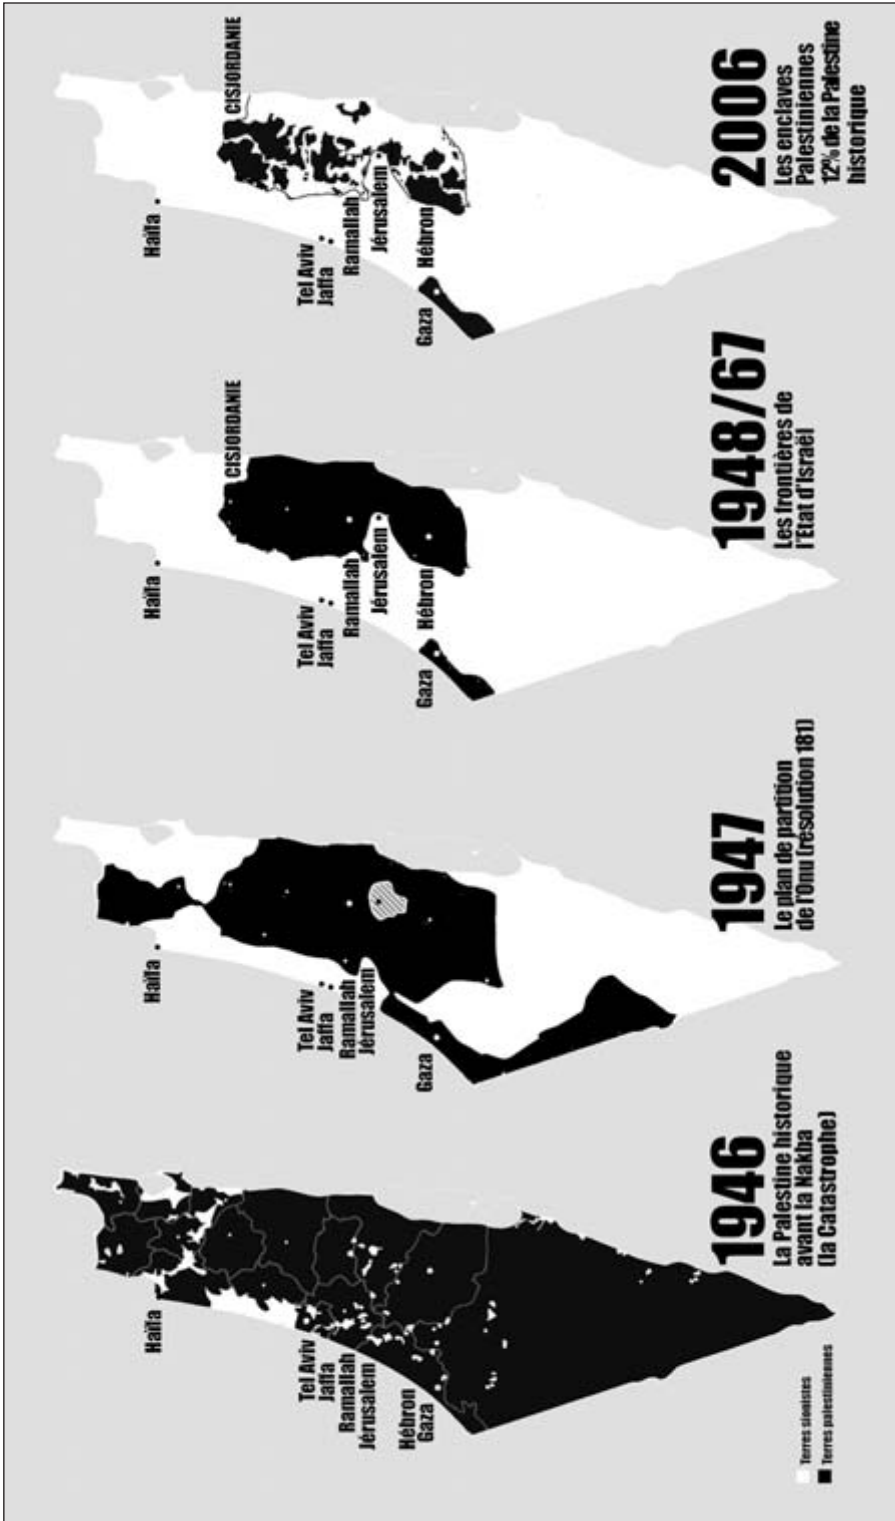 Haïfa
Tel Aviv
Jaffa
Ramallah
Jérusalem
Hébron
Gaza
1946
La Palestine historique
avant la Nakba
(la Catastrophe)
Terres sionistes
Terres palestiniennes
Haïfa
Tel Aviv
Jaffa
Ramallah
Jérusalem
Gaza
1947
Le plan de partition
de l'Onu (résolution 181)
CISJORDANIE
Haïfa
Tel Aviv
Jaffa
Ramallah
Jérusalem
Hébron
Gaza
1948/67
Les frontières de
l'Etat d'Israël
CISJORDANIE
Haïfa
Tel Aviv
Jaffa
Ramallah
Jérusalem
Hébron
Gaza
2006
Les enclaves
Palestiniennes
12% de la Palestine
historique